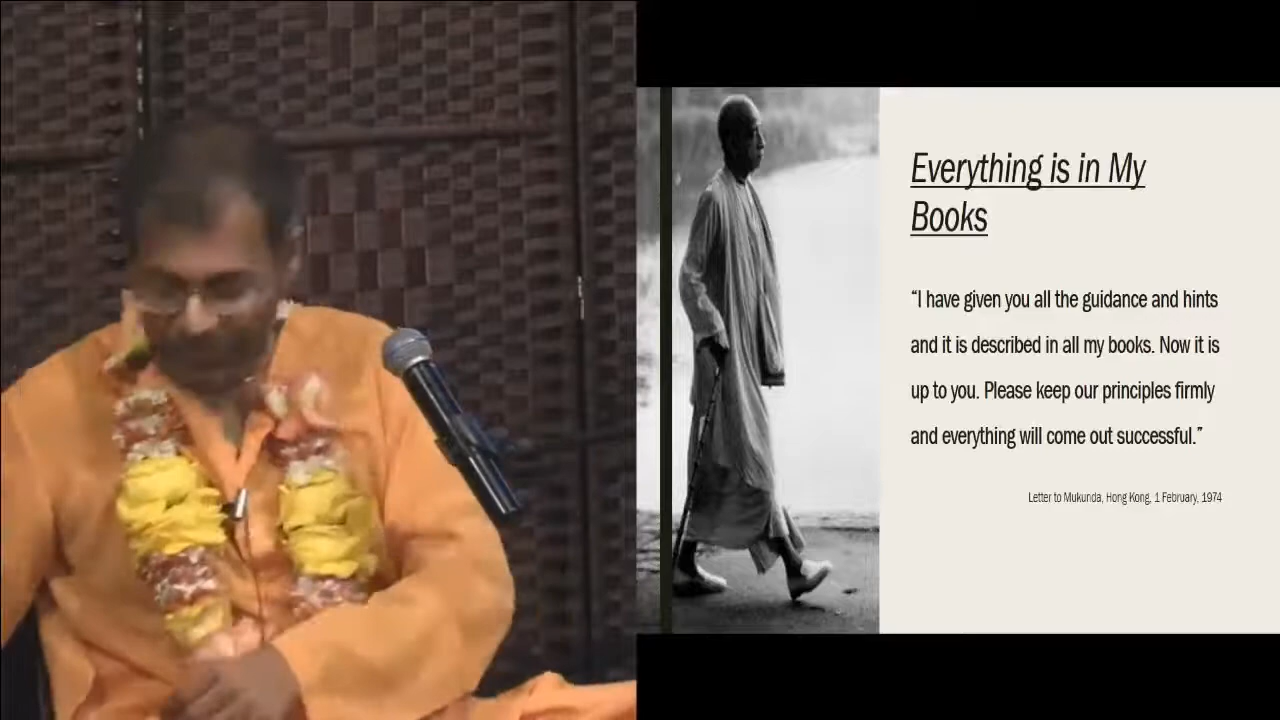 Everything is in My
Books
“I have given you all the guidance and hints
and it is described in all my books. Now it is
up to you. Please keep our principles firmly
and everything will come out successful.”
Letter to Mukunda, Hong Kong, 1 February, 1974